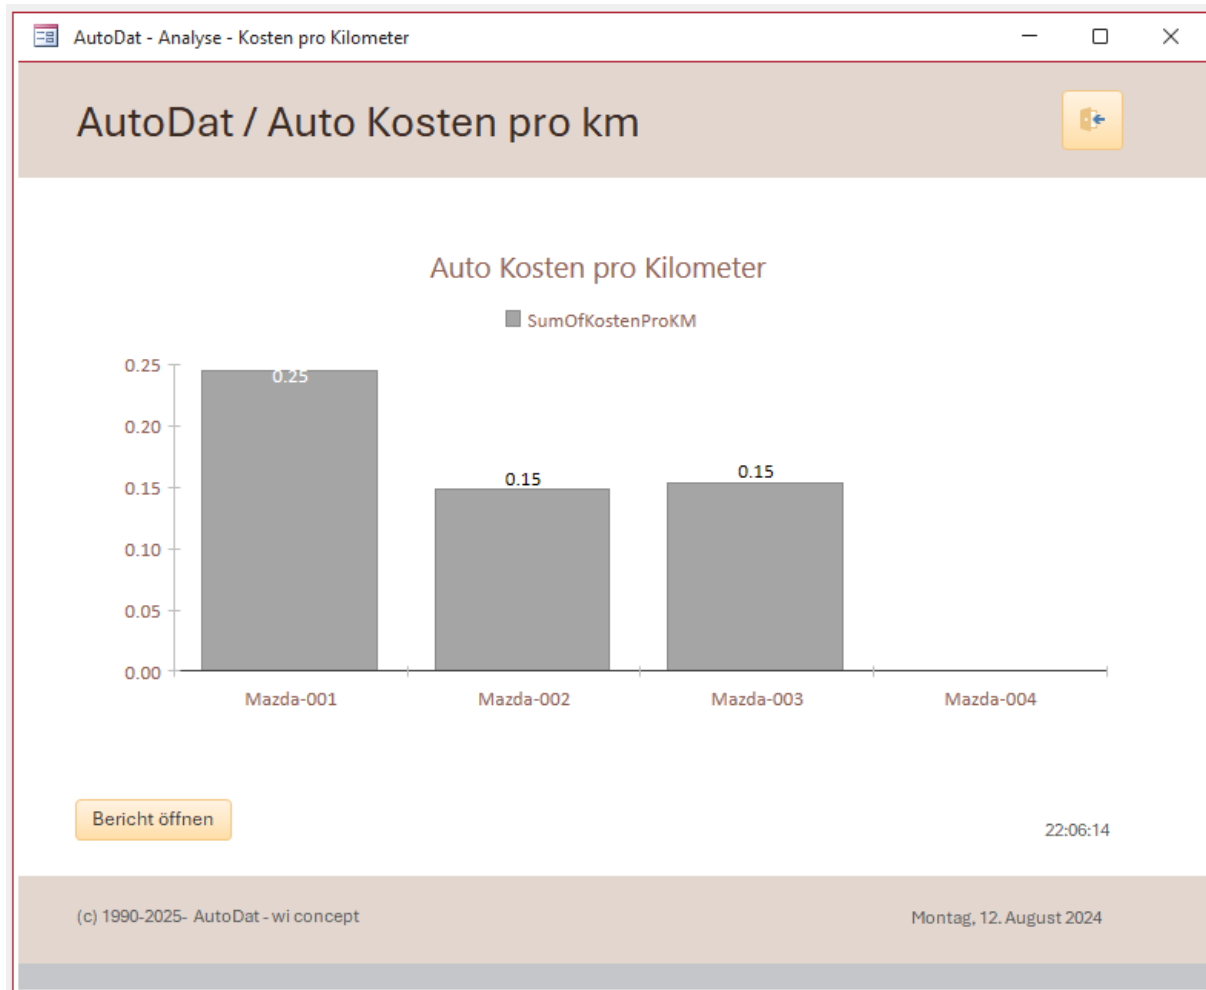 AutoDat - Analyse - Kosten pro Kilometer
AutoDat / Auto Kosten pro km
Auto Kosten pro Kilometer
SumOfKostenProKM
0.25
0.25
0.20
0.15
0.15
0.15
0.10
0.05
0.00
Mazda-001 Mazda-002 Mazda-003 Mazda-004
Bericht öffnen
22:06:14
(c) 1990-2025- AutoDat - wi concept
Montag, 12. August 2024